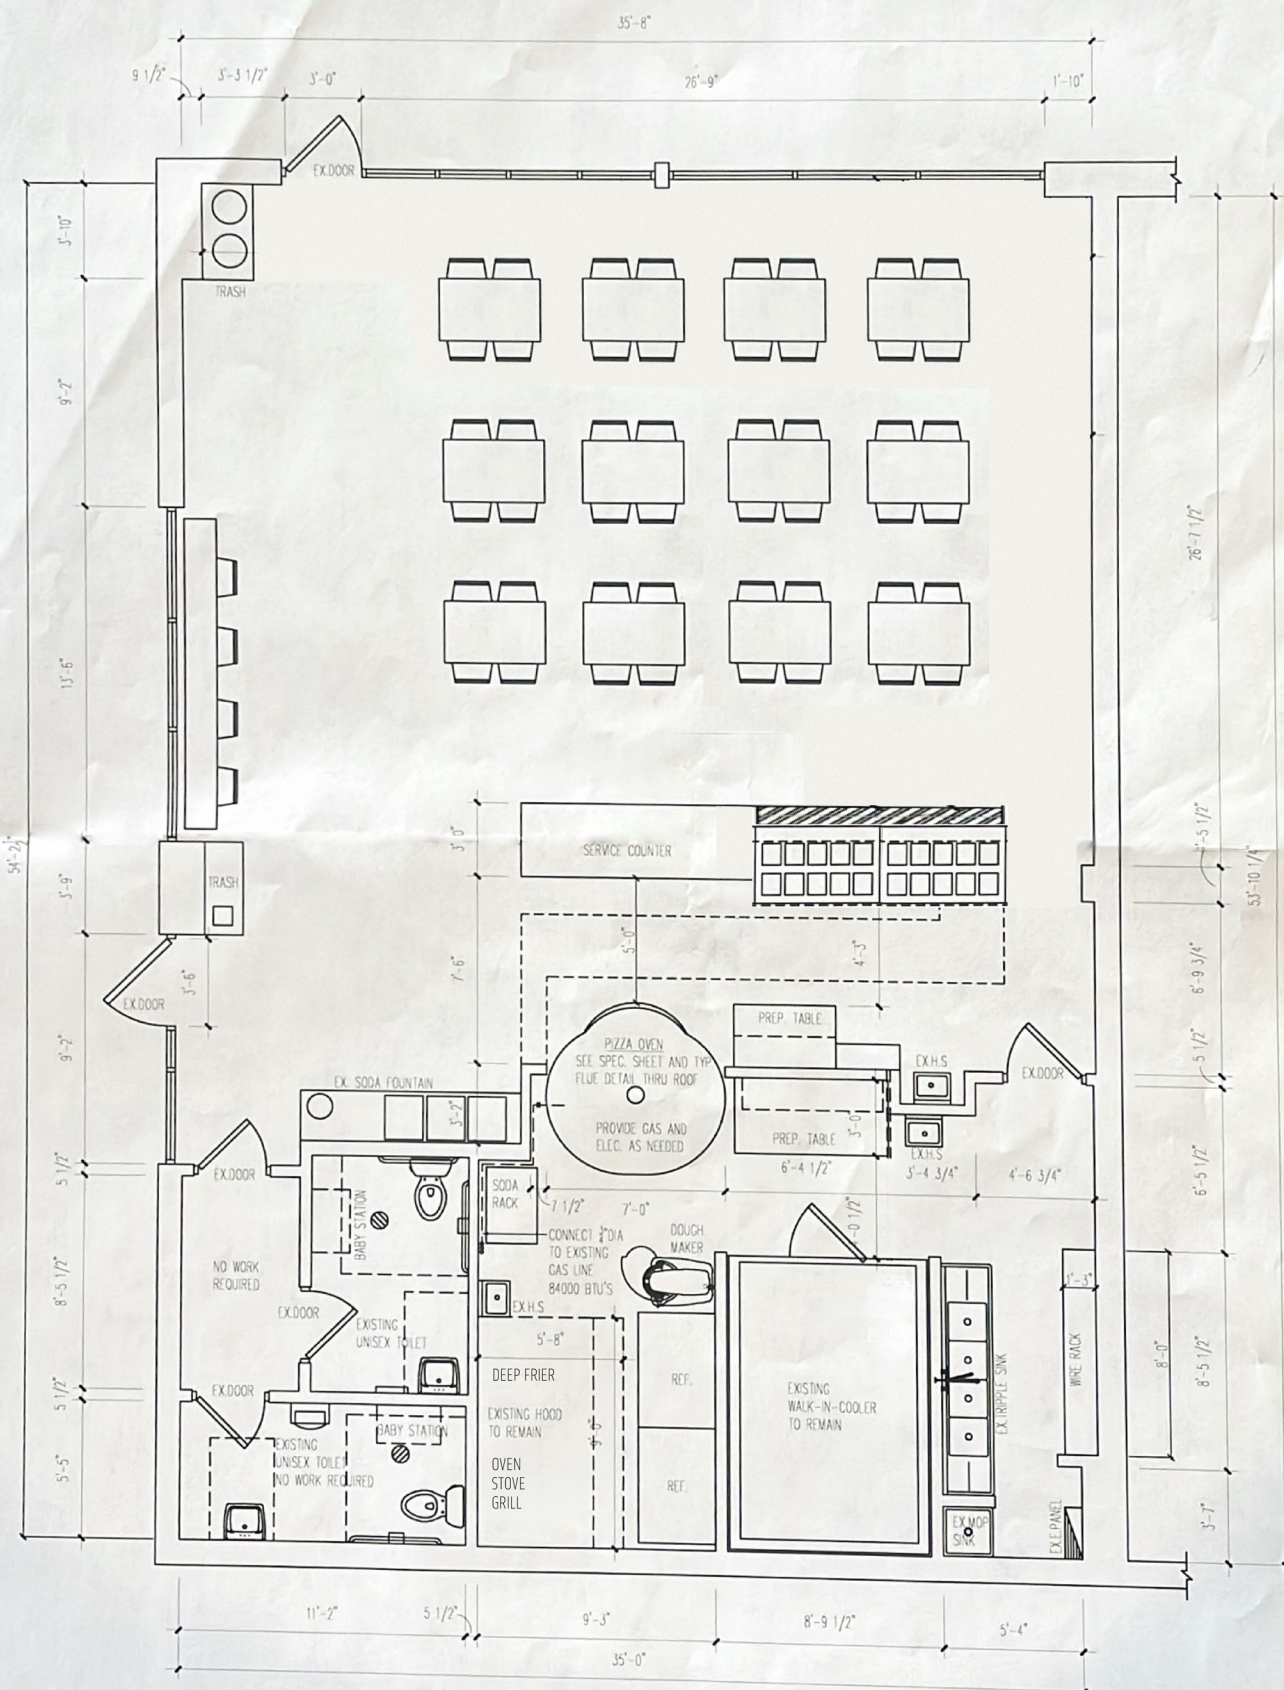 35'-8"
9 1/2"
3'-3 1/2"
3'-0"
26'-9"
1'-10"
EX.DOOR
3'-10"
TRASH
9'-2"
26'-7 1/2"
13'-6"
3' 0"
SERVICE COUNTER
54'-2
53'-10 1/4"
3'-9"
TRASH
7'-6"
5'-0"
4'-3"
6'-9 3/4"
3'-6"
EX.DOOR
9'-2"
PREP. TABLE
PIZZA OVEN
SEE SPEC. SHEET AND TYP
FLUE DETAIL THRU ROOF
PROVIDE GAS AND
ELEC. AS NEEDED
EX.H.S
EX.DOOR
5 1/2"
EX. SODA FOUNTAIN
3'-2"
PREP. TABLE
3'-0"
EX.H.S
6'-4 1/2"
3'-4 3/4"
4'-6 3/4"
6'-5 1/2"
5 1/2"
EX.DOOR
SODA
RACK
7 1/2"
7'-0"
BABY STATION
CONNECT ¾"DIA
TO EXISTING
GAS LINE
84000 BTU'S
DOUGH
MAKER
NO WORK
REQUIRED
8'-5 1/2"
EX.DOOR
EX.H.S
1'-3"
EXISTING
UNISEX TOILET
5'-8"
WIRE RACK
8'-0"
8'-5 1/2"
DEEP FRIER
REF.
EXISTING
WALK-IN-COOLER
TO REMAIN
EX.TRIPPLE SINK
5 1/2"
EX.DOOR
EXISTING HOOD
TO REMAIN
9'-0"
BABY STATION
EXISTING
UNISEX TOILET
NO WORK REQUIRED
5'-5"
OVEN
STOVE
GRILL
REF.
EX.MOP
SINK
EX.E.PANEL
3'-7"
11'-2"
5 1/2"
9'-3"
8'-9 1/2"
5'-4"
35'-0"